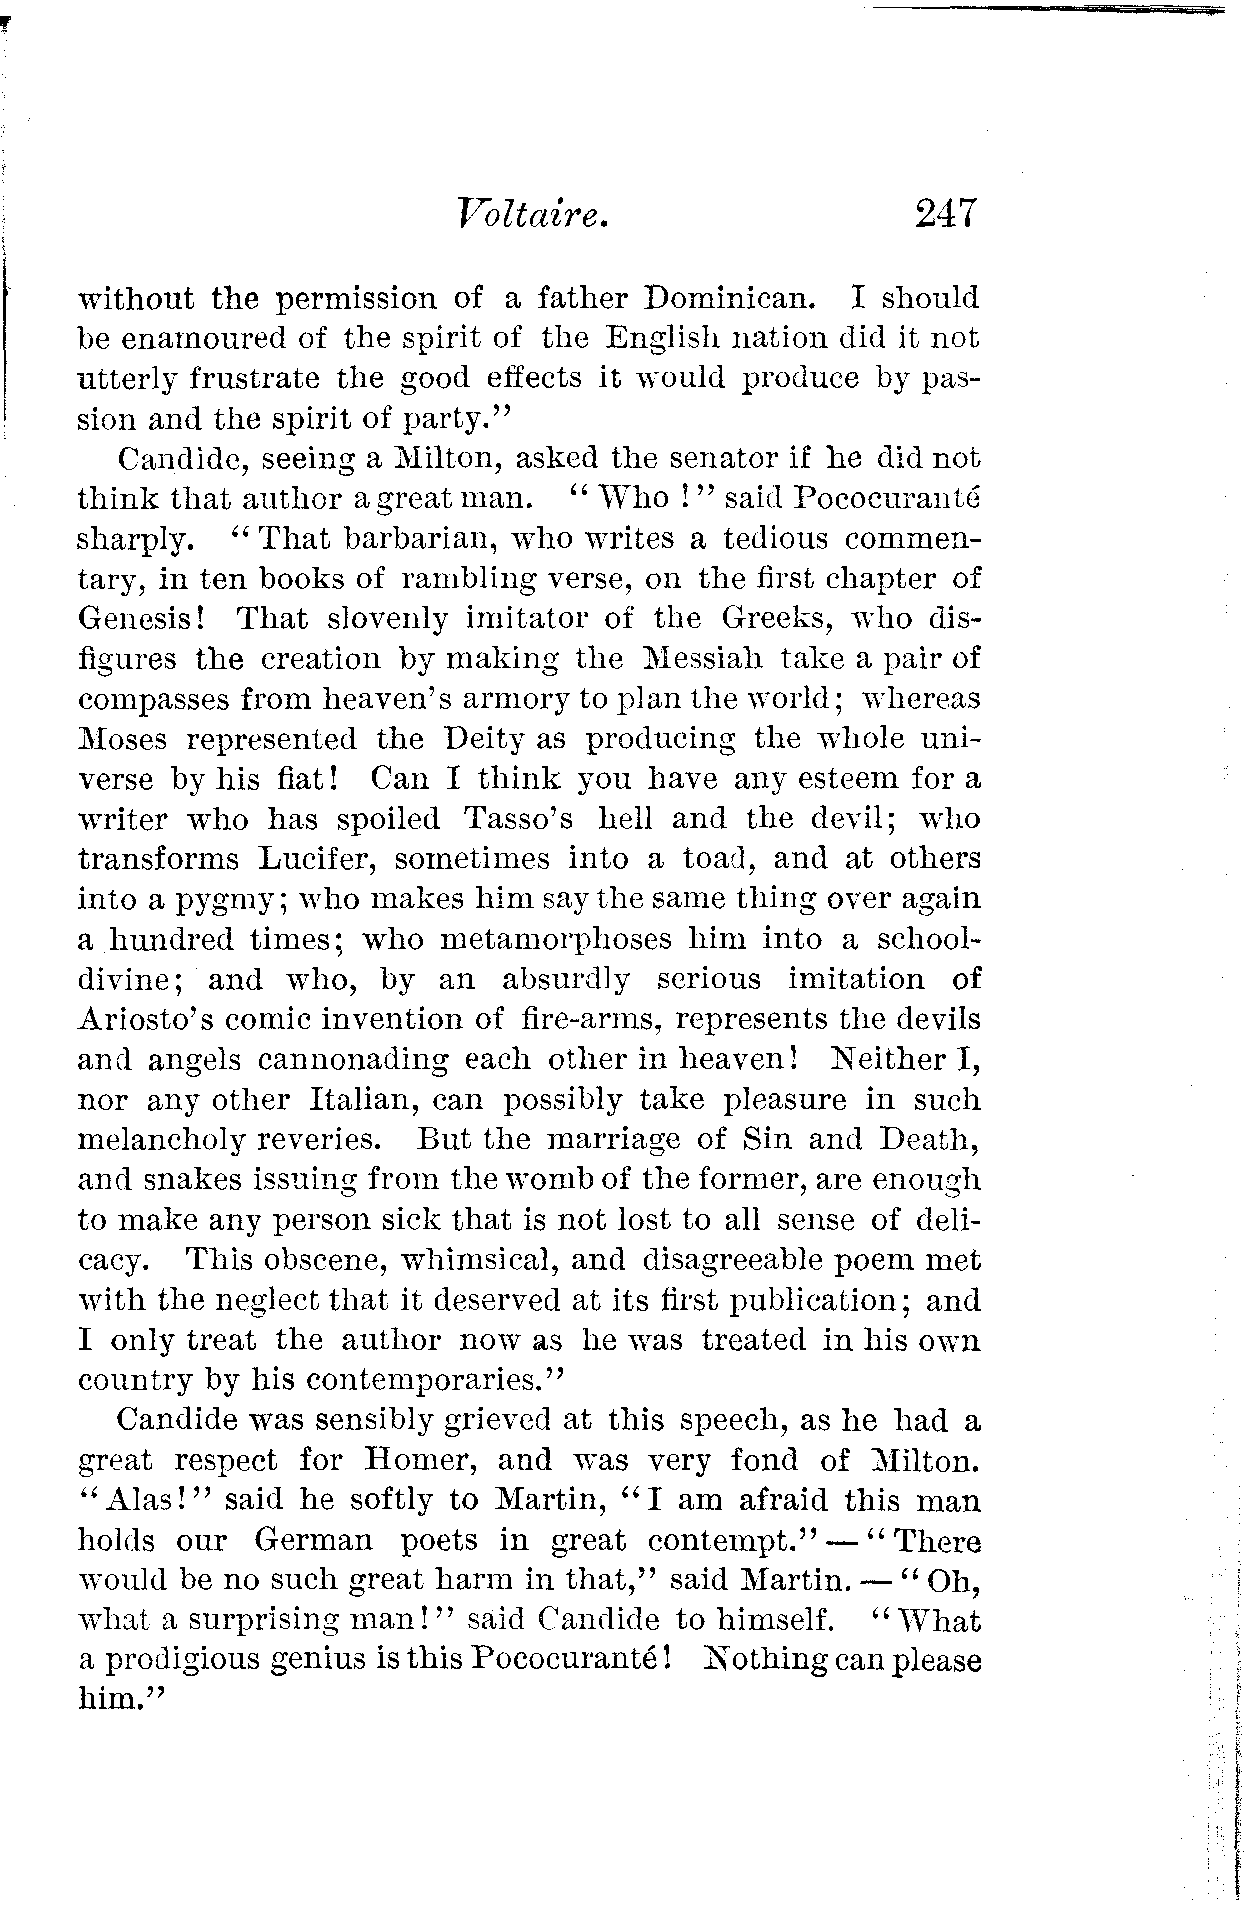 Voltaire. 247
without the permission of a father Dominican. I should
be enamoured of the spirit of the English nation did it not
utterly frustrate the good effects it would produce by pas-
sion and the spirit of party.”
Candide, seeing a Milton, asked the senator if he did not
think that author a great man. “Who!” said Pococuranté
sharply. “That barbarian, who writes a tedious commen-
tary, in ten books of rambling verse, on the first chapter of
Genesis! That slovenly imitator of the Greeks, who dis-
figures the creation by making the Messiah take a pair of
compasses from heaven’s armory to plan the world; whereas
Moses represented the Deity as producing the whole uni-
verse by his fiat! Can I think you have any esteem for a
writer who has spoiled Tasso’s hell and the devil; who
transforms Lucifer, sometimes into a toad, and at others
into a pygmy; who makes him say the same thing over again
a hundred times; who metamorphoses him into a school-
divine; and who, by an absurdly serious imitation of
Ariosto’s comic invention of fire-arms, represents the devils
and angels cannonading each other in heaven! Neither I,
nor any other Italian, can possibly take pleasure in such
melancholy reveries. But the marriage of Sin and Death,
and snakes issuing from the womb of the former, are enough
to make any person sick that is not lost to all sense of deli-
cacy. This obscene, whimsical, and disagreeable poem met
with the neglect that it deserved at its first publication; and
I only treat the author now as he was treated in his own
country by his contemporaries.”
Candide was sensibly grieved at this speech, as he had a
great respect for Homer, and was very fond of Milton.
“Alas!” said he softly to Martin, “I am afraid this man
holds our German poets in great contempt.” — “There
would be no such great harm in that,” said Martin. — “Oh,
what a surprising man!” said Candide to himself. “What
a prodigious genius is this Pococuranté! Nothing can please
him.”